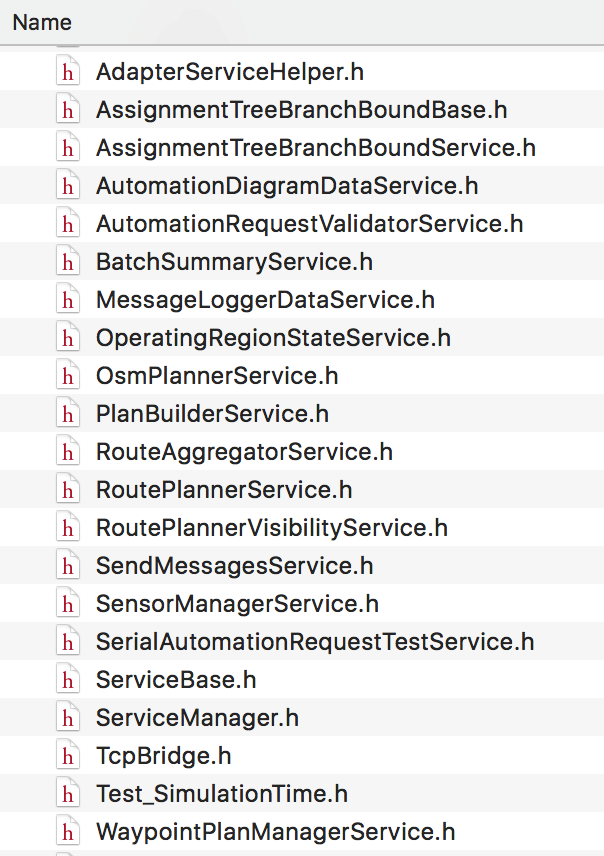 Name
h AdapterServiceHelper.h
h AssignmentTreeBranchBoundBase.h
h AssignmentTreeBranchBoundService.h
h AutomationDiagramDataService.h
h AutomationRequestValidatorService.h
h BatchSummaryService.h
h MessageLoggerDataService.h
h OperatingRegionStateService.h
h OsmPlannerService.h
h PlanBuilderService.h
h RouteAggregatorService.h
h RoutePlannerService.h
h RoutePlannerVisibilityService.h
h SendMessagesService.h
h SensorManagerService.h
h SerialAutomationRequestTestService.h
h ServiceBase.h
h ServiceManager.h
h TcpBridge.h
h Test_SimulationTime.h
h WaypointPlanManagerService.h